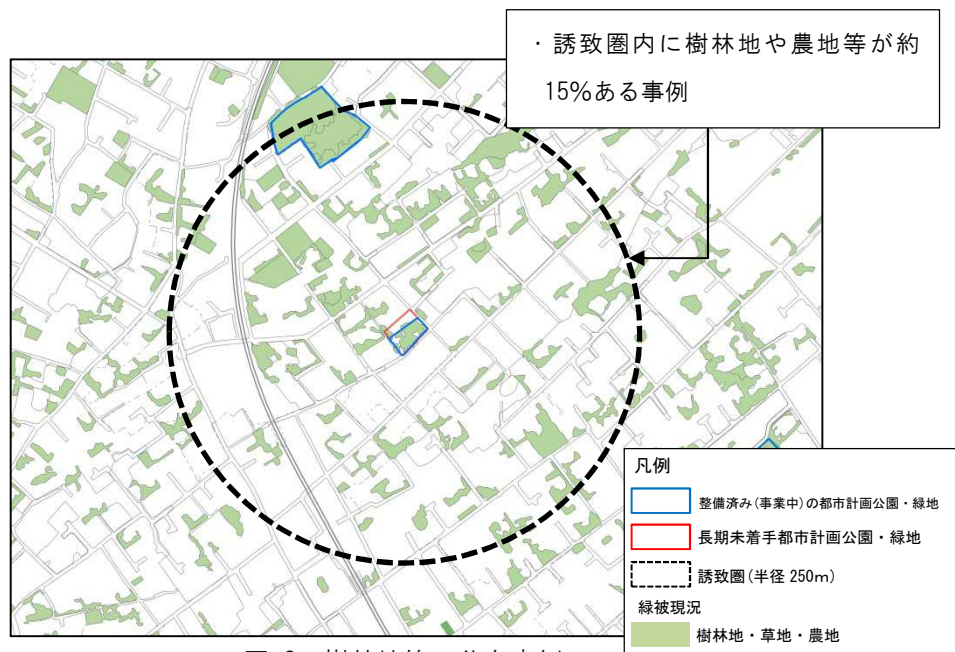 ・誘致圏内に樹林地や農地等が約
15%ある事例
凡例
整備済み(事業中)の都市計画公園・緑地
長期未着手都市計画公園・緑地
誘致圏(半径 250m)
緑被現況
樹林地・草地・農地